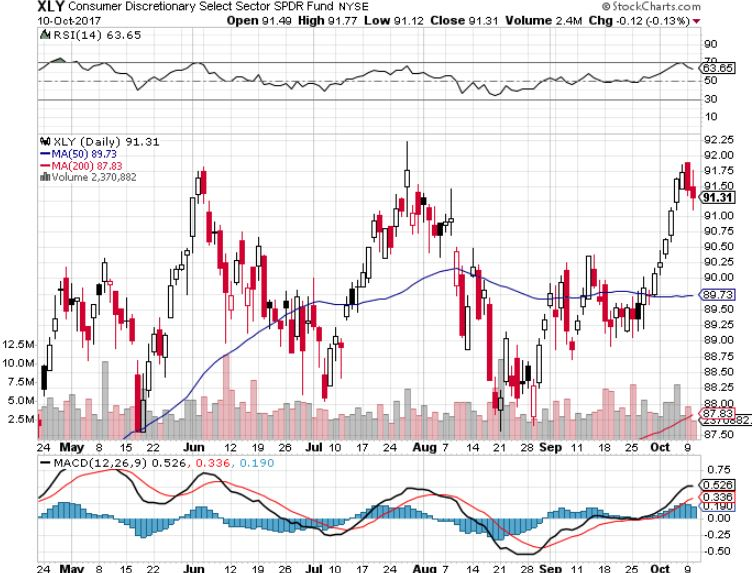 XLY Consumer Discretionary Select Sector SPDR Fund NYSE © StockCharts.com
10-Oct-2017 Open 91.49 High 91.77 Low 91.12 Close 91.31 Volume 2.4M Chg -0.12 (-0.13%)
RSI(14) 63.65
90
70
63.65
50
30
10
XLY (Daily) 91.31
MA(50) 89.73
MA(200) 87.83
Volume 2,370,882
92.25
92.00
91.75
91.50
91.31
91.00
90.75
90.50
90.25
90.00
89.73
89.50
89.25
89.00
88.75
88.50
88.25
88.00
87.83
2370882
87.50
12.5M
10.0M
7.5M
5.0M
2.5M
24 May 8 15 22 Jun 12 19 26 Jul 10 17 24 Aug 7 14 21 28 Sep 11 18 25 Oct 9
MACD(12,26,9) 0.526, 0.336, 0.190
0.75
0.526
0.336
0.190
0.00
-0.25
-0.50
24 May 8 15 22 Jun 12 19 26 Jul 10 17 24 Aug 7 14 21 28 Sep 11 18 25 Oct 9